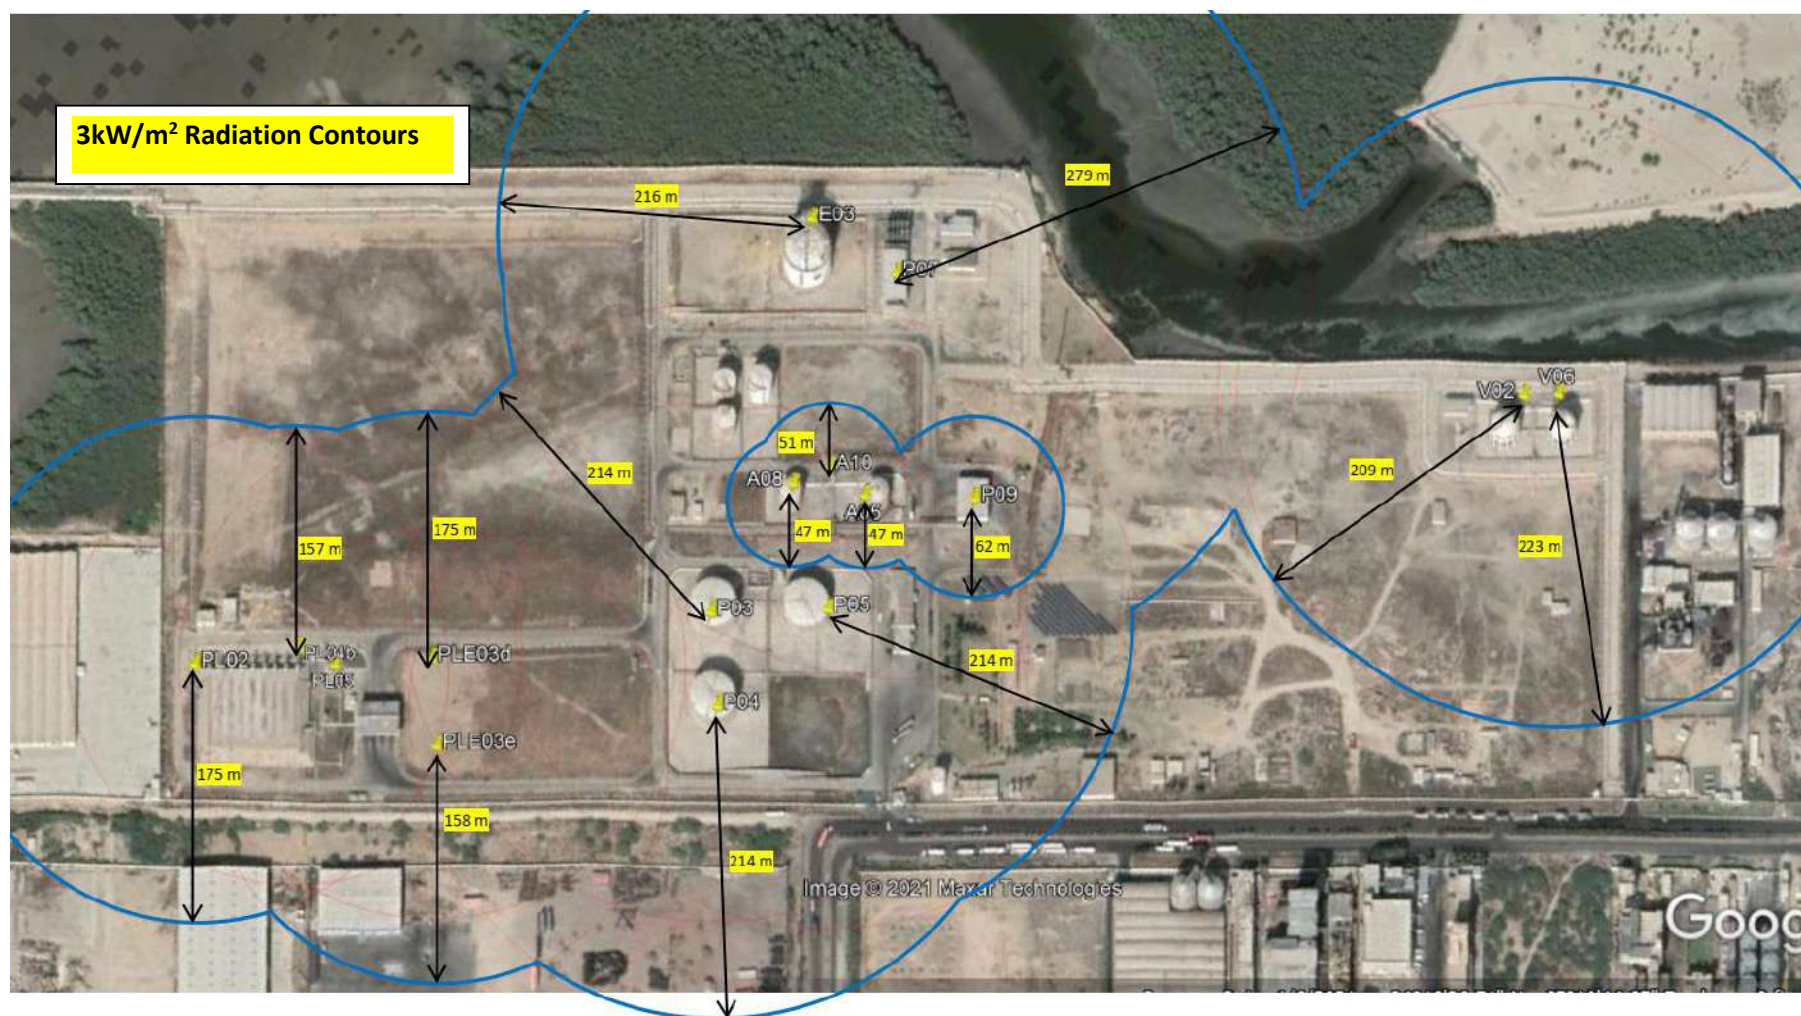 3kW/m² Radiation Contours
279 m
216 m
E03
P07
V02
V06
51 m
A10
A08
209 m
214 m
P09
A05
175 m
47 m
47 m
62 m
157 m
223 m
P03
P05
PL02
PL04b
PLE03d
214 m
PL05
P04
PLE03e
175 m
158 m
214 m
Image © 2021 Maxar Technologies
Goog